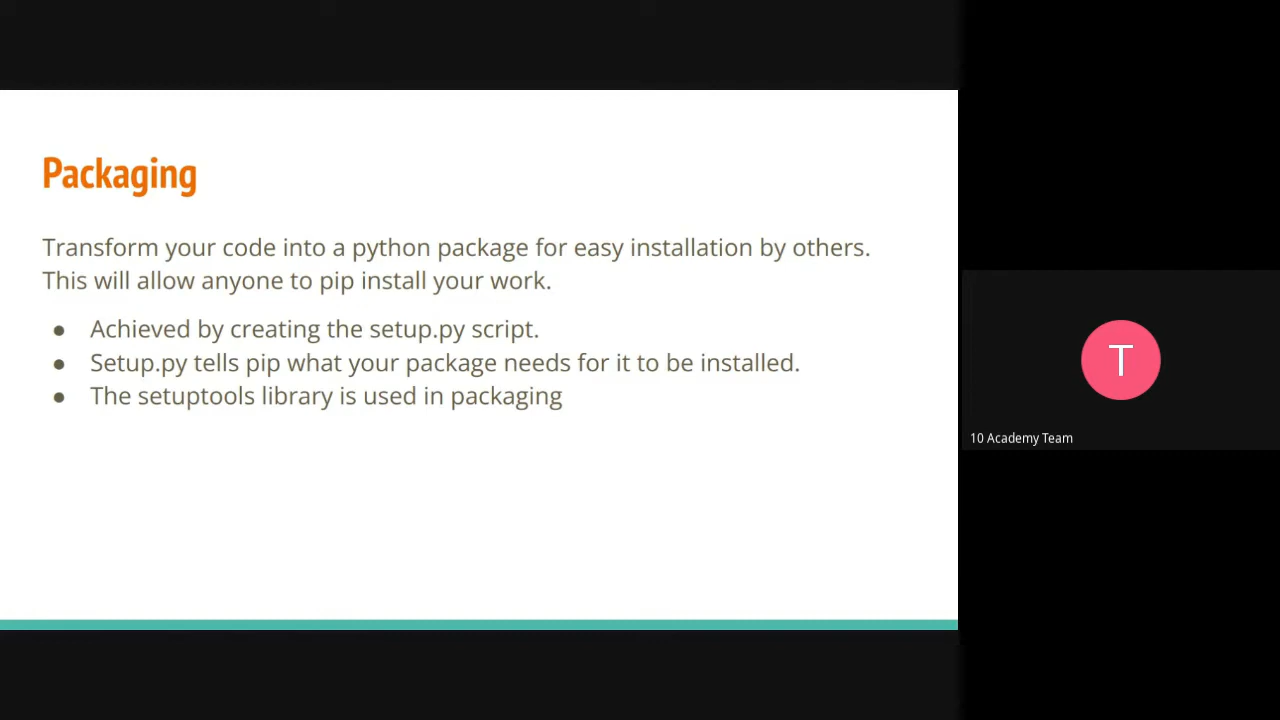 Packaging
Transform your code into a python package for easy installation by others.
This will allow anyone to pip install your work.
● Achieved by creating the setup.py script.
● Setup.py tells pip what your package needs for it to be installed.
● The setuptools library is used in packaging
T
10 Academy Team